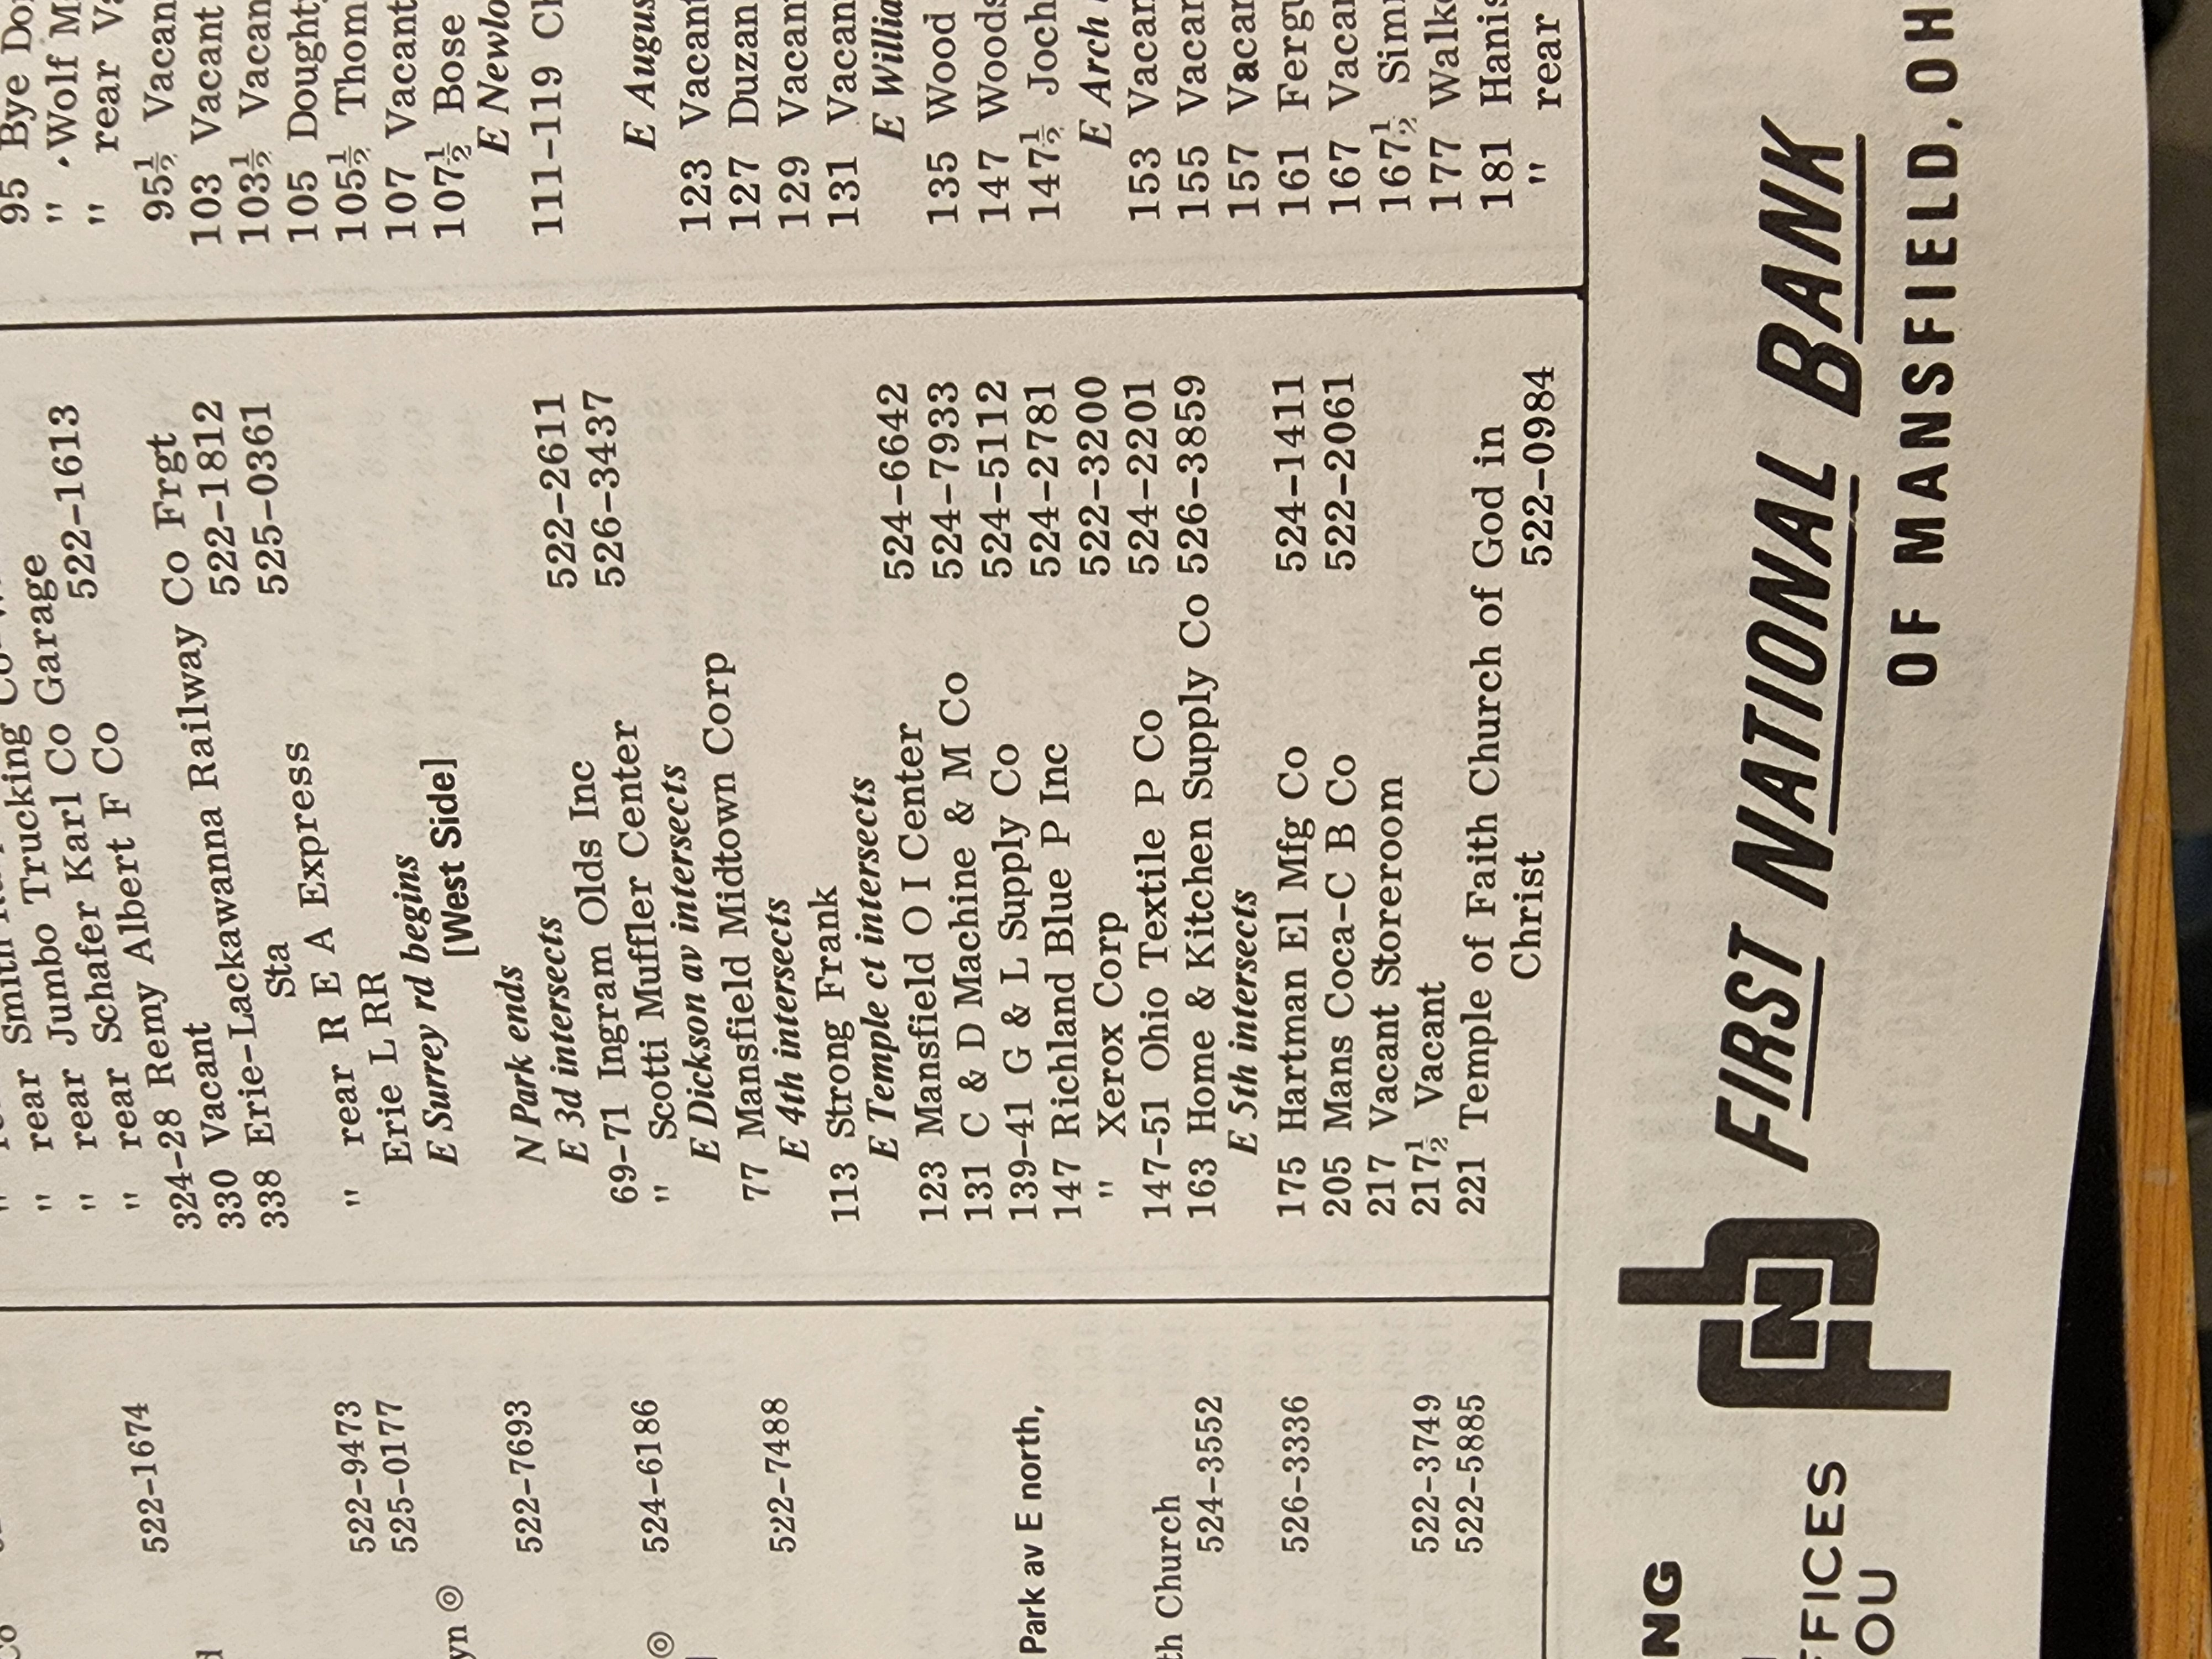 522-1674
522-9473
525-0177
522-7693
524-6186
522-7488
Park av E north,
th Church
524-3552
526-3336
522-3749
522-5885
" rear Jumbo Trucking
" rear Schafer Karl Co Garage
" rear Remy Albert F Co 522-1613
324-28 Remy Albert F Co
330 Vacant
338 Erie-Lackawanna Railway Co Frgt
Sta 522-1812
" rear R E A Express 525-0361
Erie L RR
E Surrey rd begins
[West Side]
N Park ends
E 3d intersects
69-71 Ingram Olds Inc 522-2611
" Scotti Muffler Center 526-3437
E Dickson av intersects
77 Mansfield Midtown Corp
E 4th intersects
113 Strong Frank
E Temple ct intersects
123 Mansfield O I Center 524-6642
131 C & D Machine & M Co 524-7933
139-41 G & L Supply Co 524-5112
147 Richland Blue P Inc 524-2781
" Xerox Corp 522-3200
147-51 Ohio Textile P Co 524-2201
163 Home & Kitchen Supply Co 526-3859
E 5th intersects
175 Hartman El Mfg Co 524-1411
205 Mans Coca-C B Co 522-2061
217 Vacant Storeroom
217½ Vacant
221 Temple of Faith Church of God in
Christ 522-0984
95 Bye
" Wolf
" rear
95½ Vacan
103 Vacant
103½ Vacan
105 Dought
105½ Thom
107 Vacant
107½ Bose
E Newlo
111-119
E Augus
123 Vacant
127 Duzan
129 Vacan
131 Vacan
E Willia
135 Wood
147 Woods
147½ Joch
E Arch
153 Vacan
155 Vacar
157 Vacar
161 Fergu
167 Vaca
167½ Sim
177 Walk
181 Hanis
" rear
NG
FFICES
OU
FN
FIRST NATIONAL BANK
OF MANSFIELD, OH